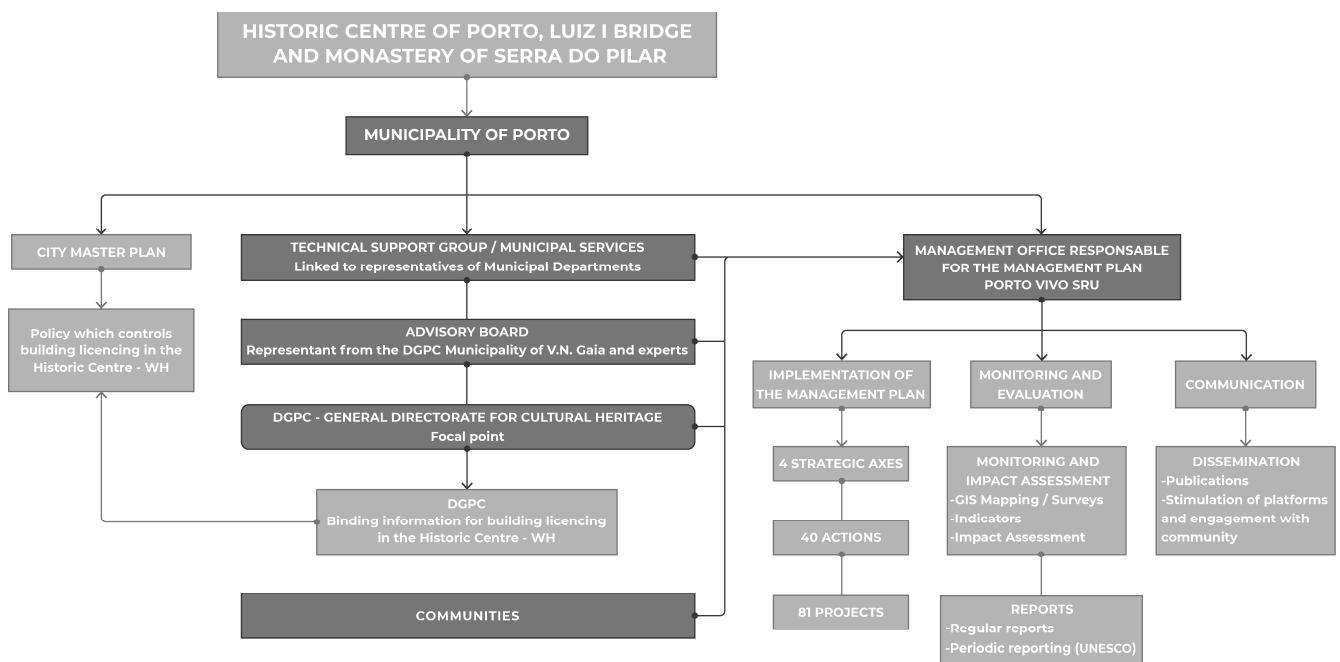 HISTORIC CENTRE OF PORTO, LUIZ I BRIDGE
AND MONASTERY OF SERRA DO PILAR
MUNICIPALITY OF PORTO
CITY MASTER PLAN
Policy which controls
building licencing in the
Historic Centre - WH
TECHNICAL SUPPORT GROUP / MUNICIPAL SERVICES
Linked to representatives of Municipal Departments
ADVISORY BOARD
Representant from the DGPC Municipality of V.N. Gaia and experts
DGPC - GENERAL DIRECTORATE FOR CULTURAL HERITAGE
Focal point
DGPC
Binding information for building licencing
in the Historic Centre - WH
COMMUNITIES
MANAGEMENT OFFICE RESPONSABLE
FOR THE MANAGEMENT PLAN
PORTO VIVO SRU
IMPLEMENTATION OF
THE MANAGEMENT PLAN
4 STRATEGIC AXES
40 ACTIONS
81 PROJECTS
MONITORING AND
EVALUATION
MONITORING AND
IMPACT ASSESSMENT
-GIS Mapping / Surveys
-Indicators
-Impact Assessment
REPORTS
-Regular reports
-Periodic reporting (UNESCO)
COMMUNICATION
DISSEMINATION
-Publications
-Stimulation of platforms
and engagement with
community